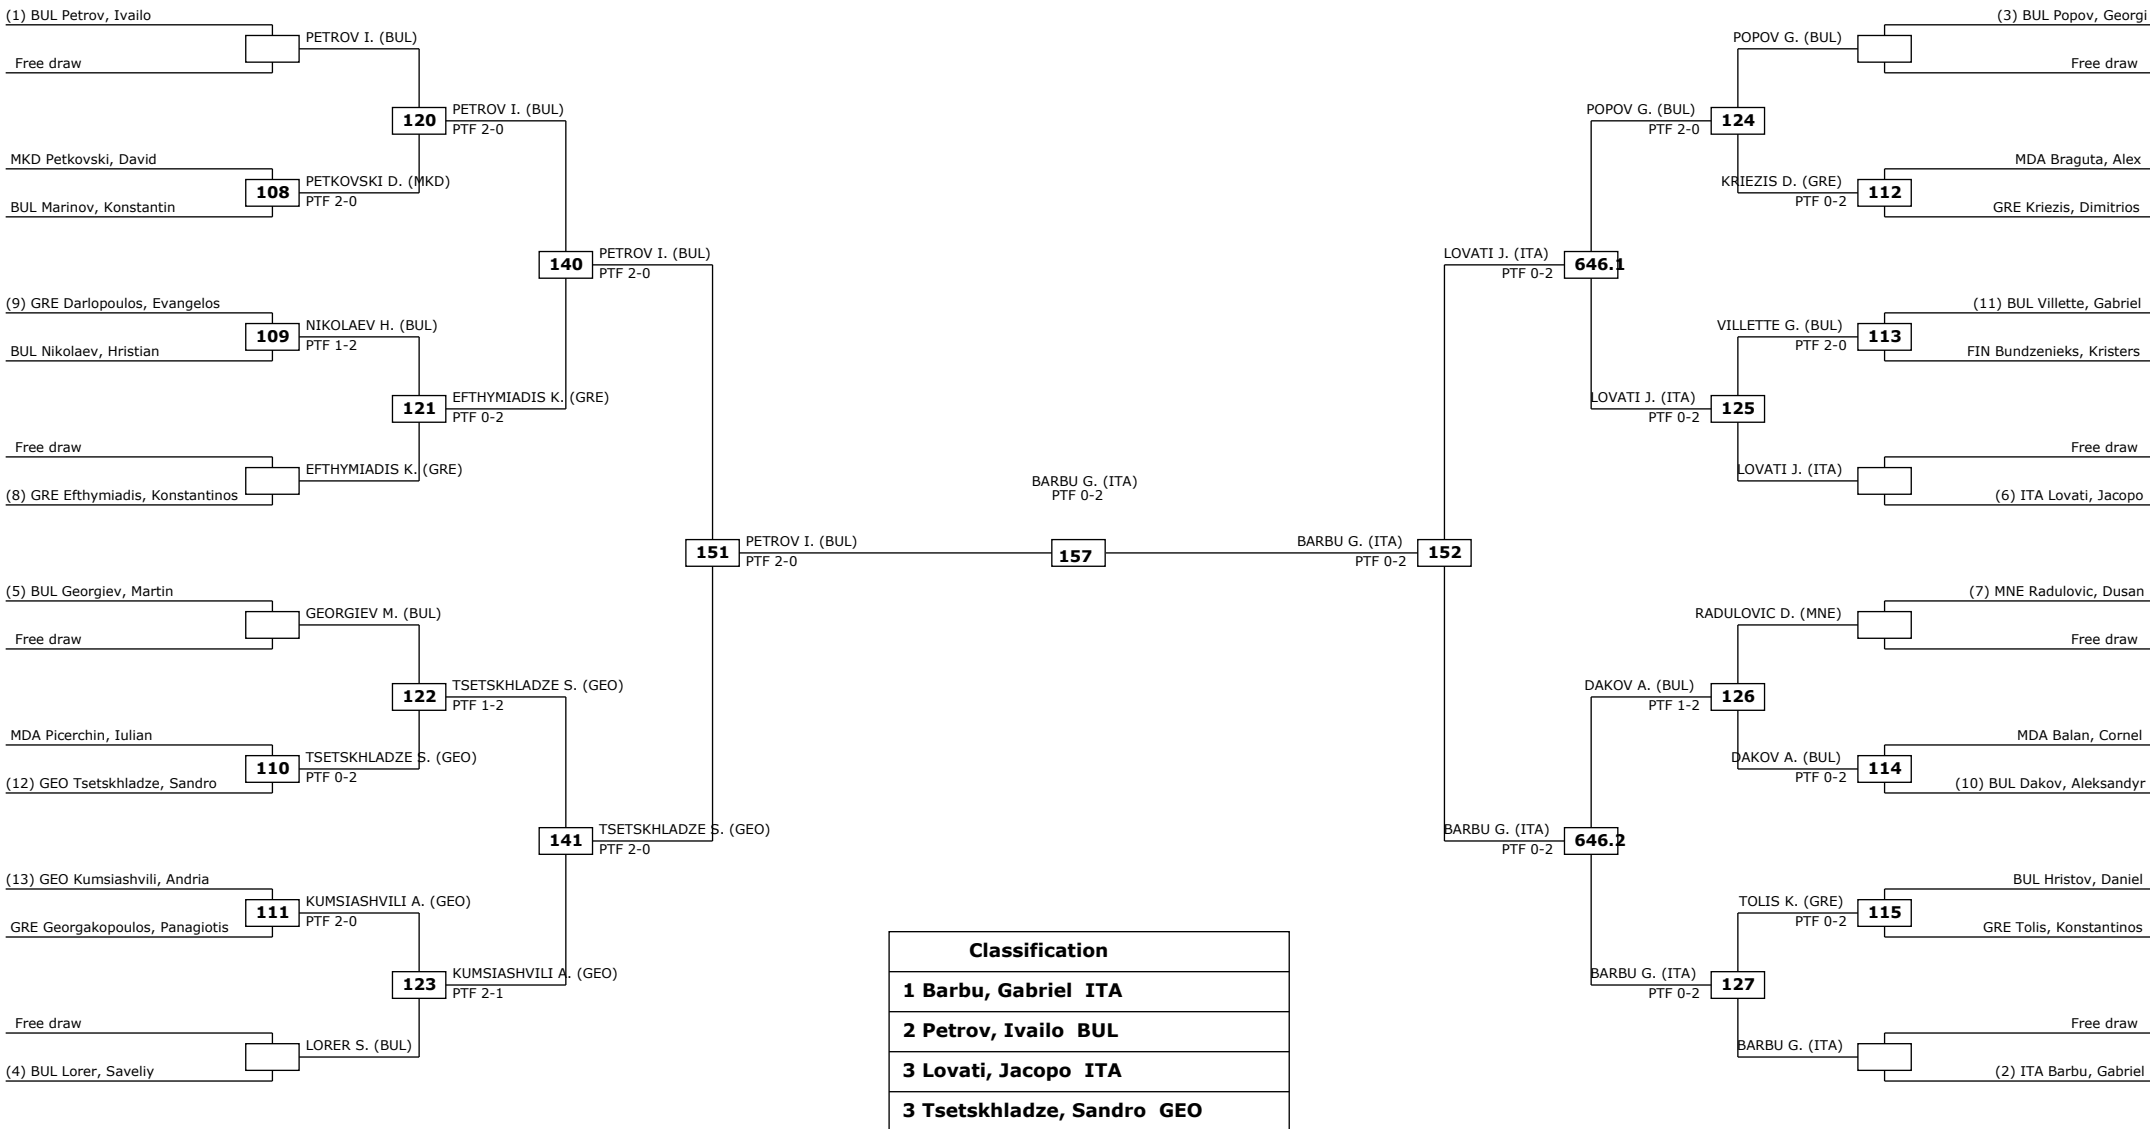 (1) BUL Petrov, Ivailo
PETROV I. (BUL)
Free draw
120
PETROV I. (BUL)
PTF 2-0
MKD Petkovski, David
108
PETKOVSKI D. (MKD)
PTF 2-0
BUL Marinov, Konstantin
140
PETROV I. (BUL)
PTF 2-0
(9) GRE Darlopoulos, Evangelos
109
NIKOLAEV H. (BUL)
PTF 1-2
BUL Nikolaev, Hristian
121
EFTHYMIADIS K. (GRE)
PTF 0-2
Free draw
EFTHYMIADIS K. (GRE)
(8) GRE Efthymiadis, Konstantinos
151
PETROV I. (BUL)
PTF 2-0
(5) BUL Georgiev, Martin
GEORGIEV M. (BUL)
Free draw
122
TSETSKHLADZE S. (GEO)
PTF 1-2
MDA Picerchin, Iulian
110
TSETSKHLADZE S. (GEO)
PTF 0-2
(12) GEO Tsetskhladze, Sandro
141
TSETSKHLADZE S. (GEO)
PTF 2-0
(13) GEO Kumsiashvili, Andria
111
KUMSIASHVILI A. (GEO)
PTF 2-0
GRE Georgakopoulos, Panagiotis
123
KUMSIASHVILI A. (GEO)
PTF 2-1
Free draw
LORER S. (BUL)
(4) BUL Lorer, Saveliy
BARBU G. (ITA)
PTF 0-2
157
(3) BUL Popov, Georgi
POPOV G. (BUL)
Free draw
POPOV G. (BUL)
PTF 2-0
124
MDA Braguta, Alex
KRIEZIS D. (GRE)
PTF 0-2
112
GRE Kriezis, Dimitrios
LOVATI J. (ITA)
PTF 0-2
646.1
(11) BUL Villette, Gabriel
VILLETTE G. (BUL)
PTF 2-0
113
FIN Bundzenieks, Kristers
LOVATI J. (ITA)
PTF 0-2
125
Free draw
LOVATI J. (ITA)
(6) ITA Lovati, Jacopo
BARBU G. (ITA)
PTF 0-2
152
(7) MNE Radulovic, Dusan
RADULOVIC D. (MNE)
Free draw
DAKOV A. (BUL)
PTF 1-2
126
MDA Balan, Cornel
DAKOV A. (BUL)
PTF 0-2
114
(10) BUL Dakov, Aleksandyr
BARBU G. (ITA)
PTF 0-2
646.2
BUL Hristov, Daniel
TOLIS K. (GRE)
PTF 0-2
115
GRE Tolis, Konstantinos
BARBU G. (ITA)
PTF 0-2
127
Free draw
BARBU G. (ITA)
(2) ITA Barbu, Gabriel
Classification
1 Barbu, Gabriel ITA
2 Petrov, Ivailo BUL
3 Lovati, Jacopo ITA
3 Tsetskhladze, Sandro GEO